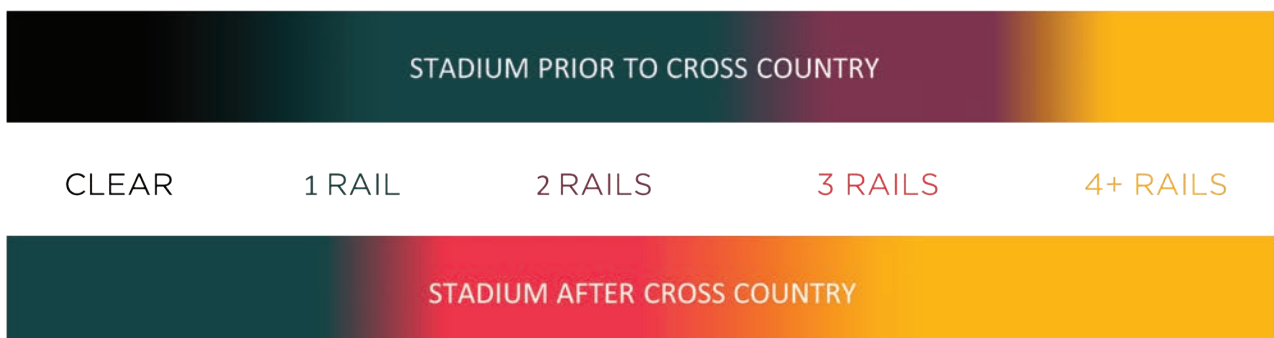 STADIUM PRIOR TO CROSS COUNTRY
CLEAR 1 RAIL 2 RAILS 3 RAILS 4+ RAILS
STADIUM AFTER CROSS COUNTRY